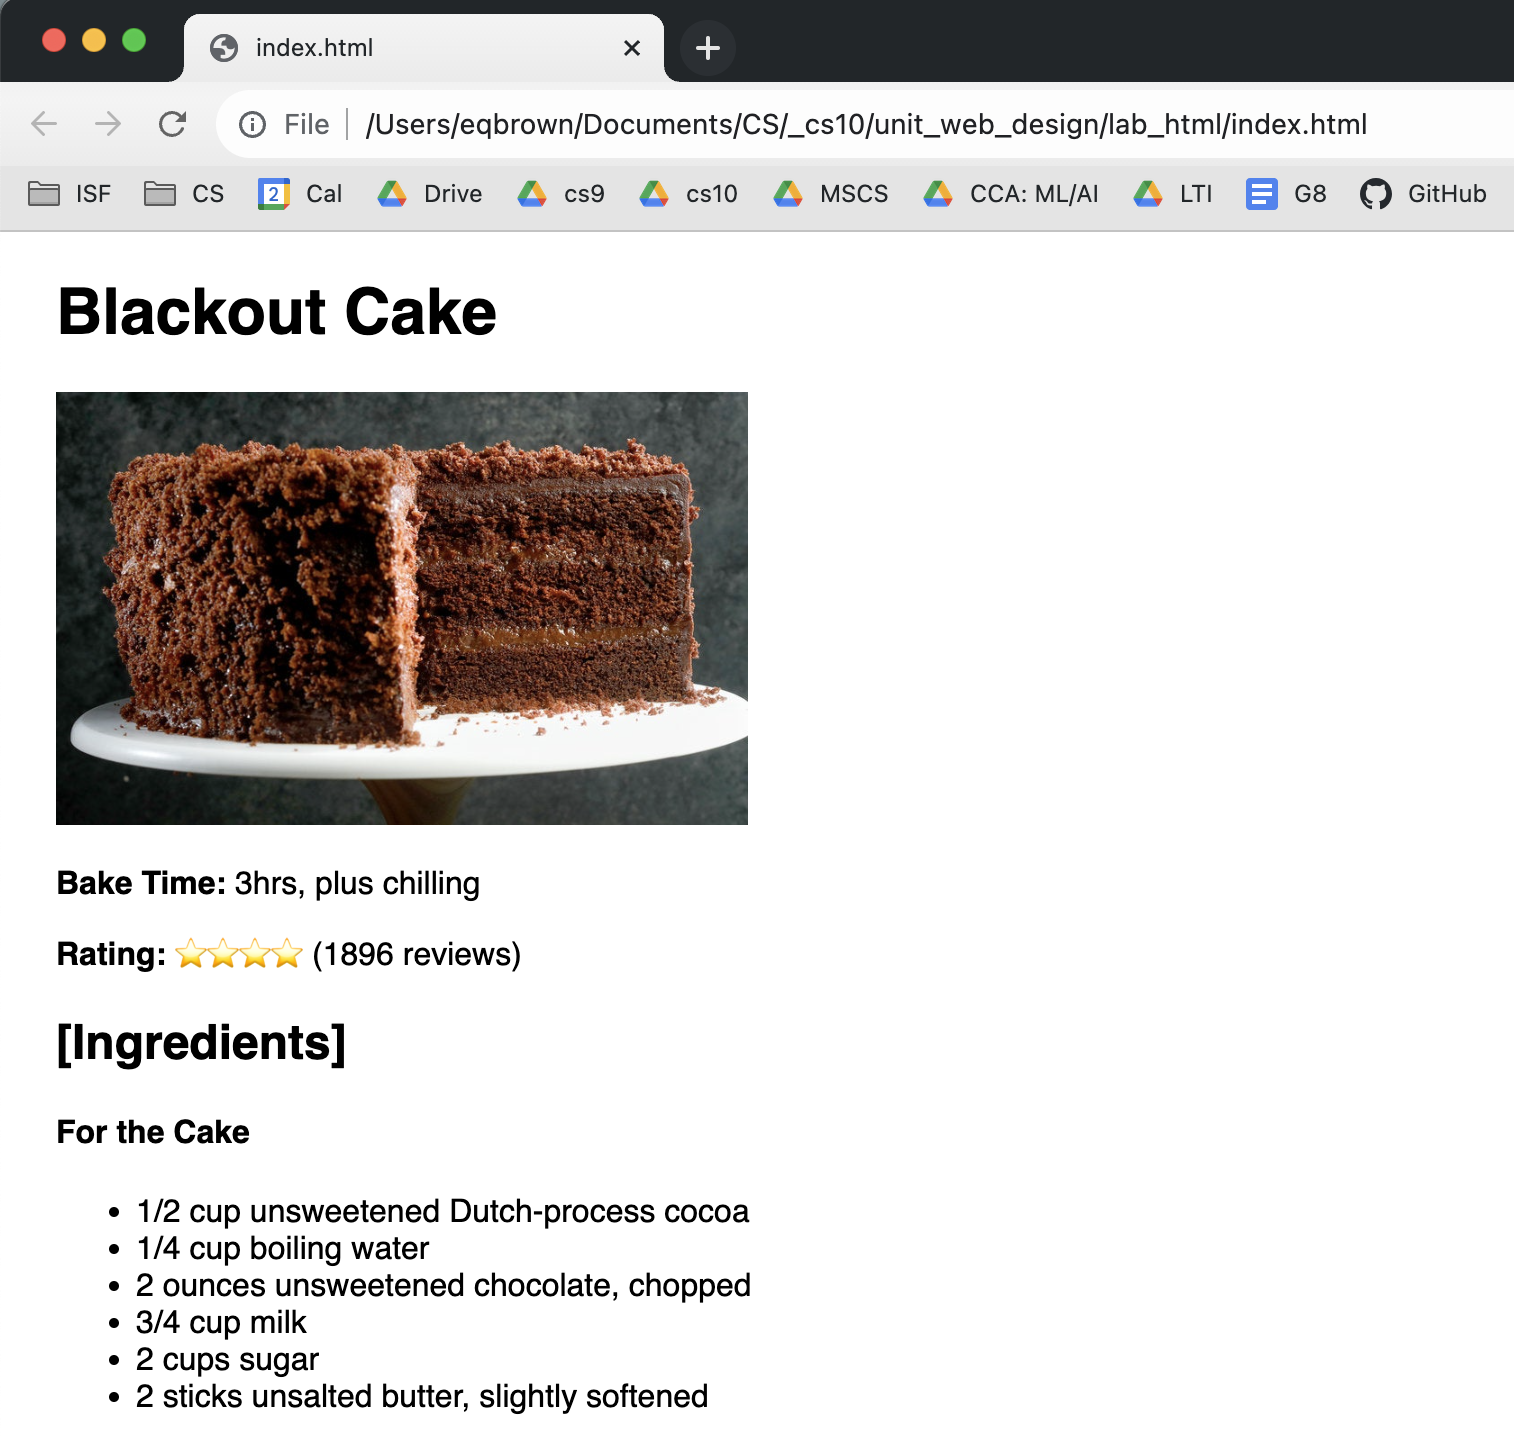 index.html
File /Users/eqbrown/Documents/CS/_cs10/unit_web_design/lab_html/index.html
ISF CS 2 Cal Drive cs9 cs10 MSCS CCA: ML/AI LTI G8 GitHub
Blackout Cake
Bake Time: 3hrs, plus chilling
Rating: ⭐⭐⭐⭐ (1896 reviews)
[Ingredients]
For the Cake
• 1/2 cup unsweetened Dutch-process cocoa
• 1/4 cup boiling water
• 2 ounces unsweetened chocolate, chopped
• 3/4 cup milk
• 2 cups sugar
• 2 sticks unsalted butter, slightly softened